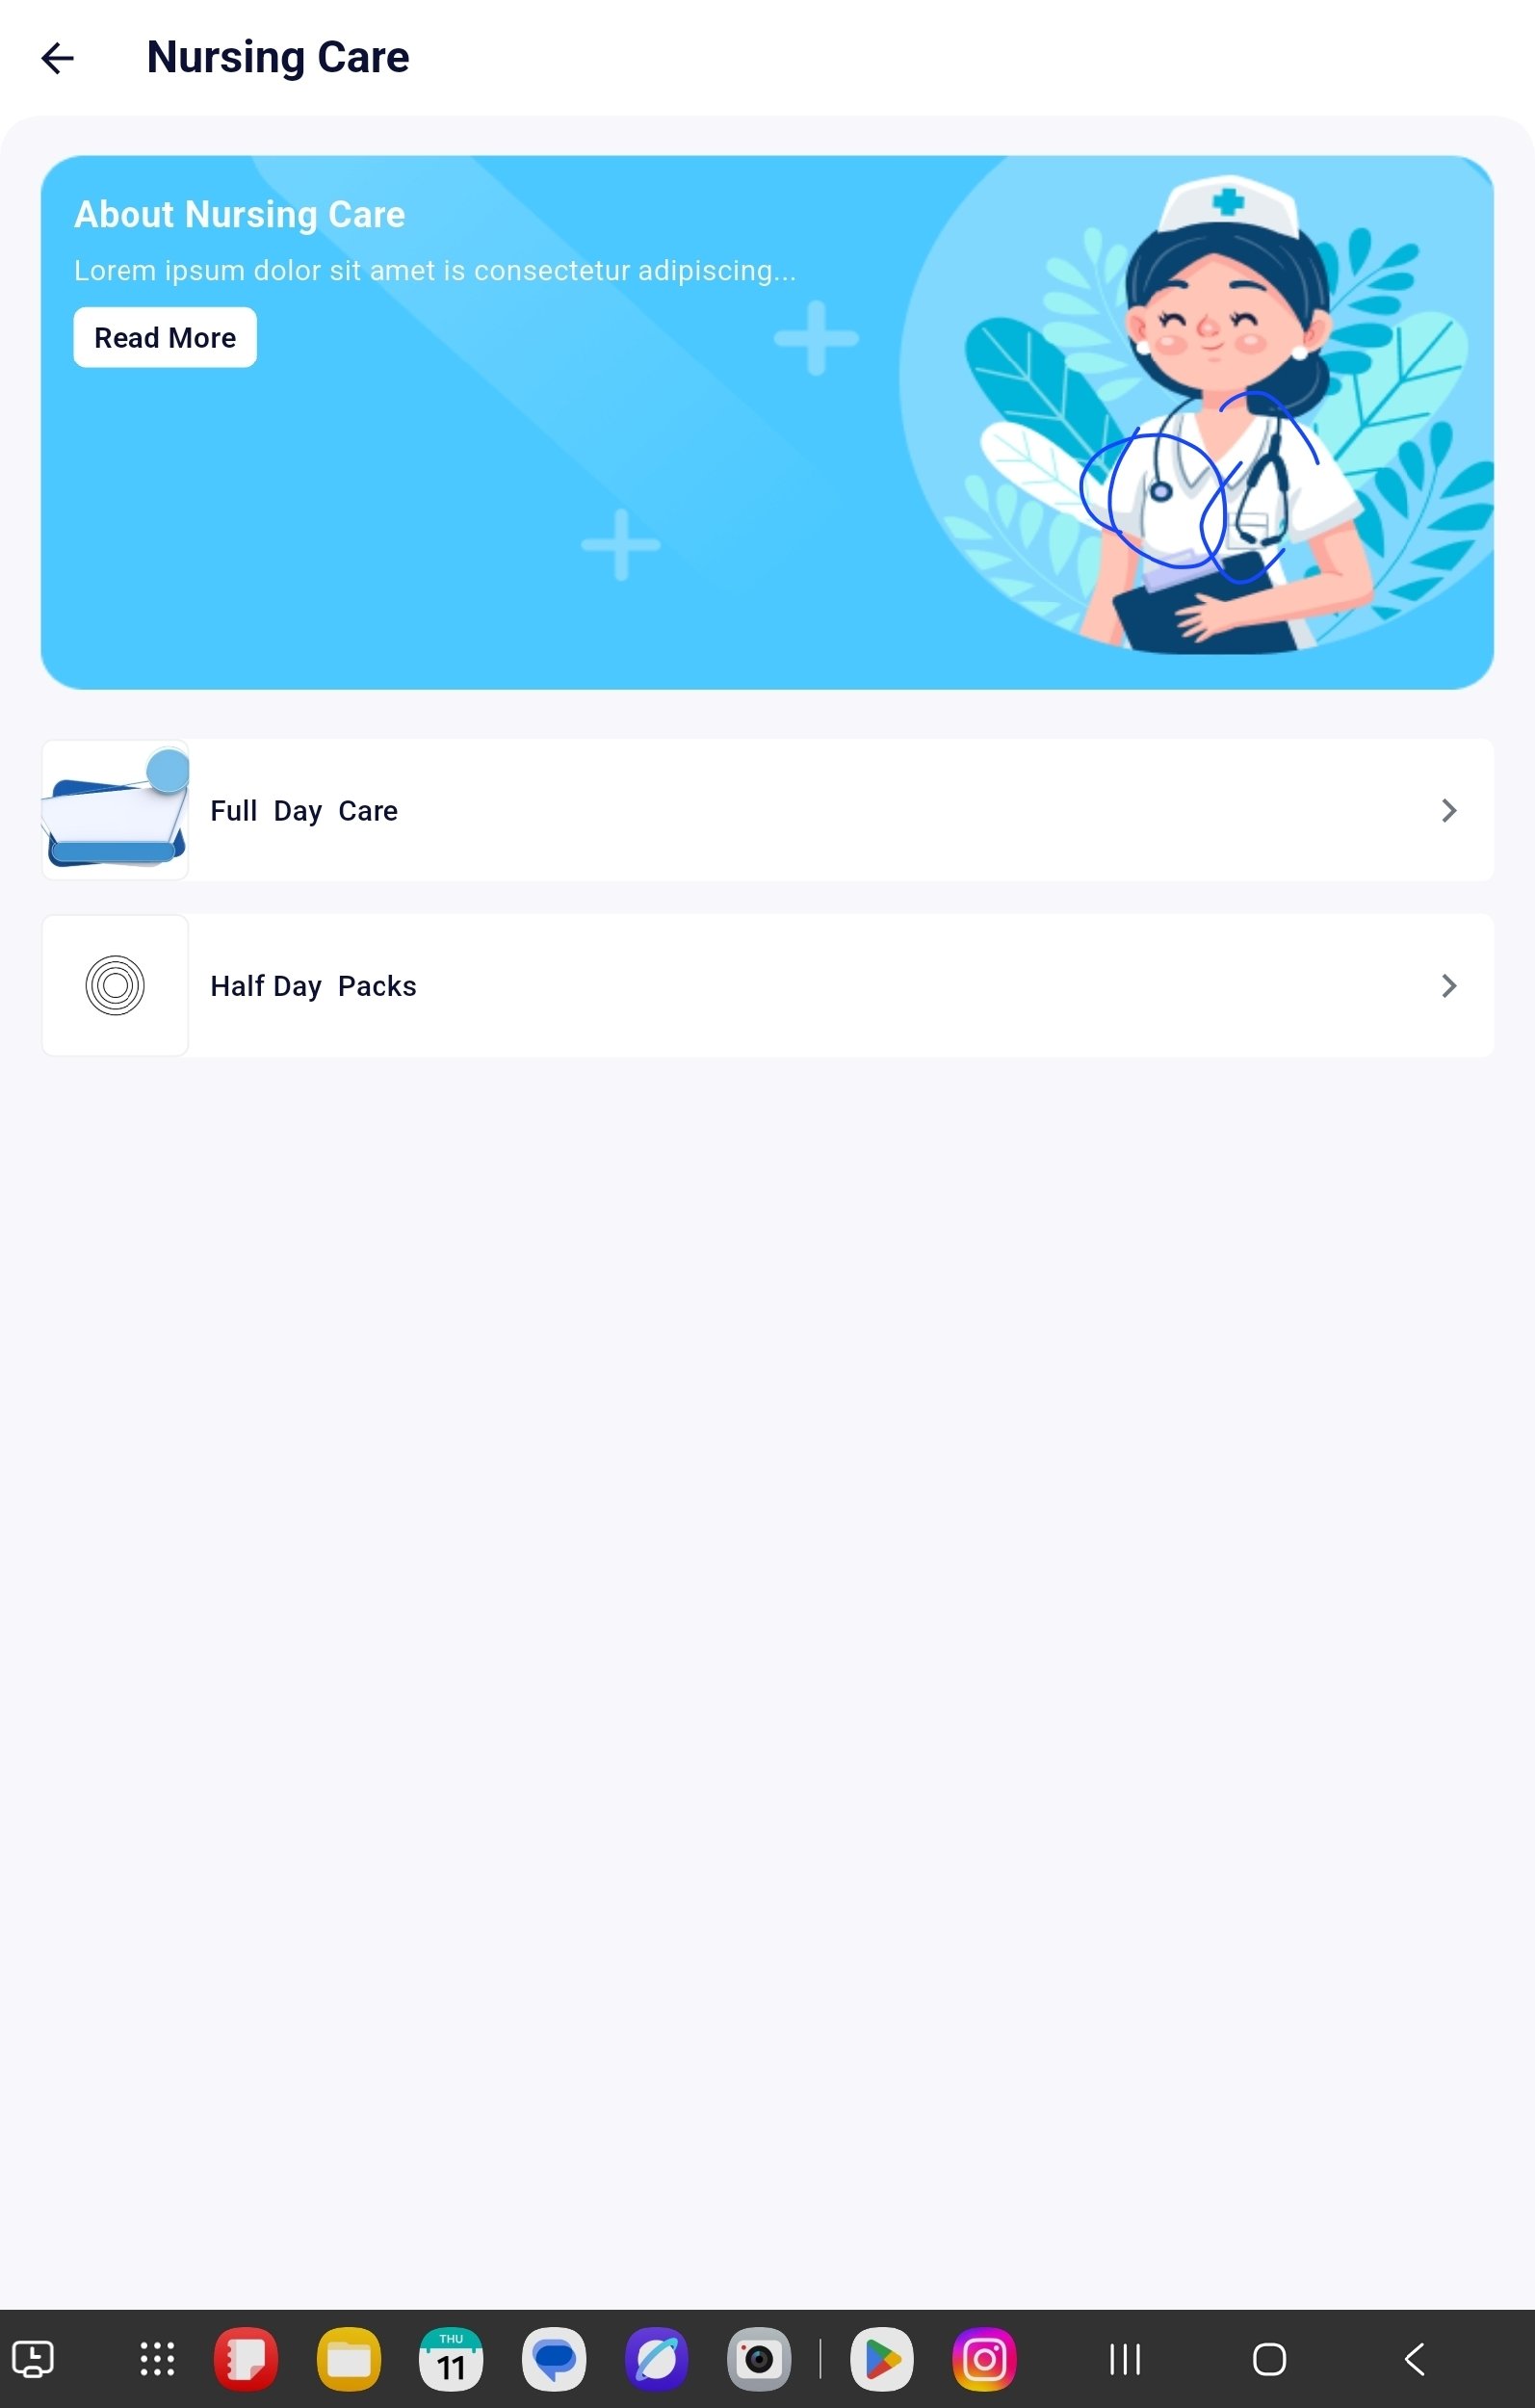 Nursing Care
About Nursing Care
Lorem ipsum dolor sit amet is consectetur adipiscing...
Read More
Full Day Care
Half Day Packs
THU
11